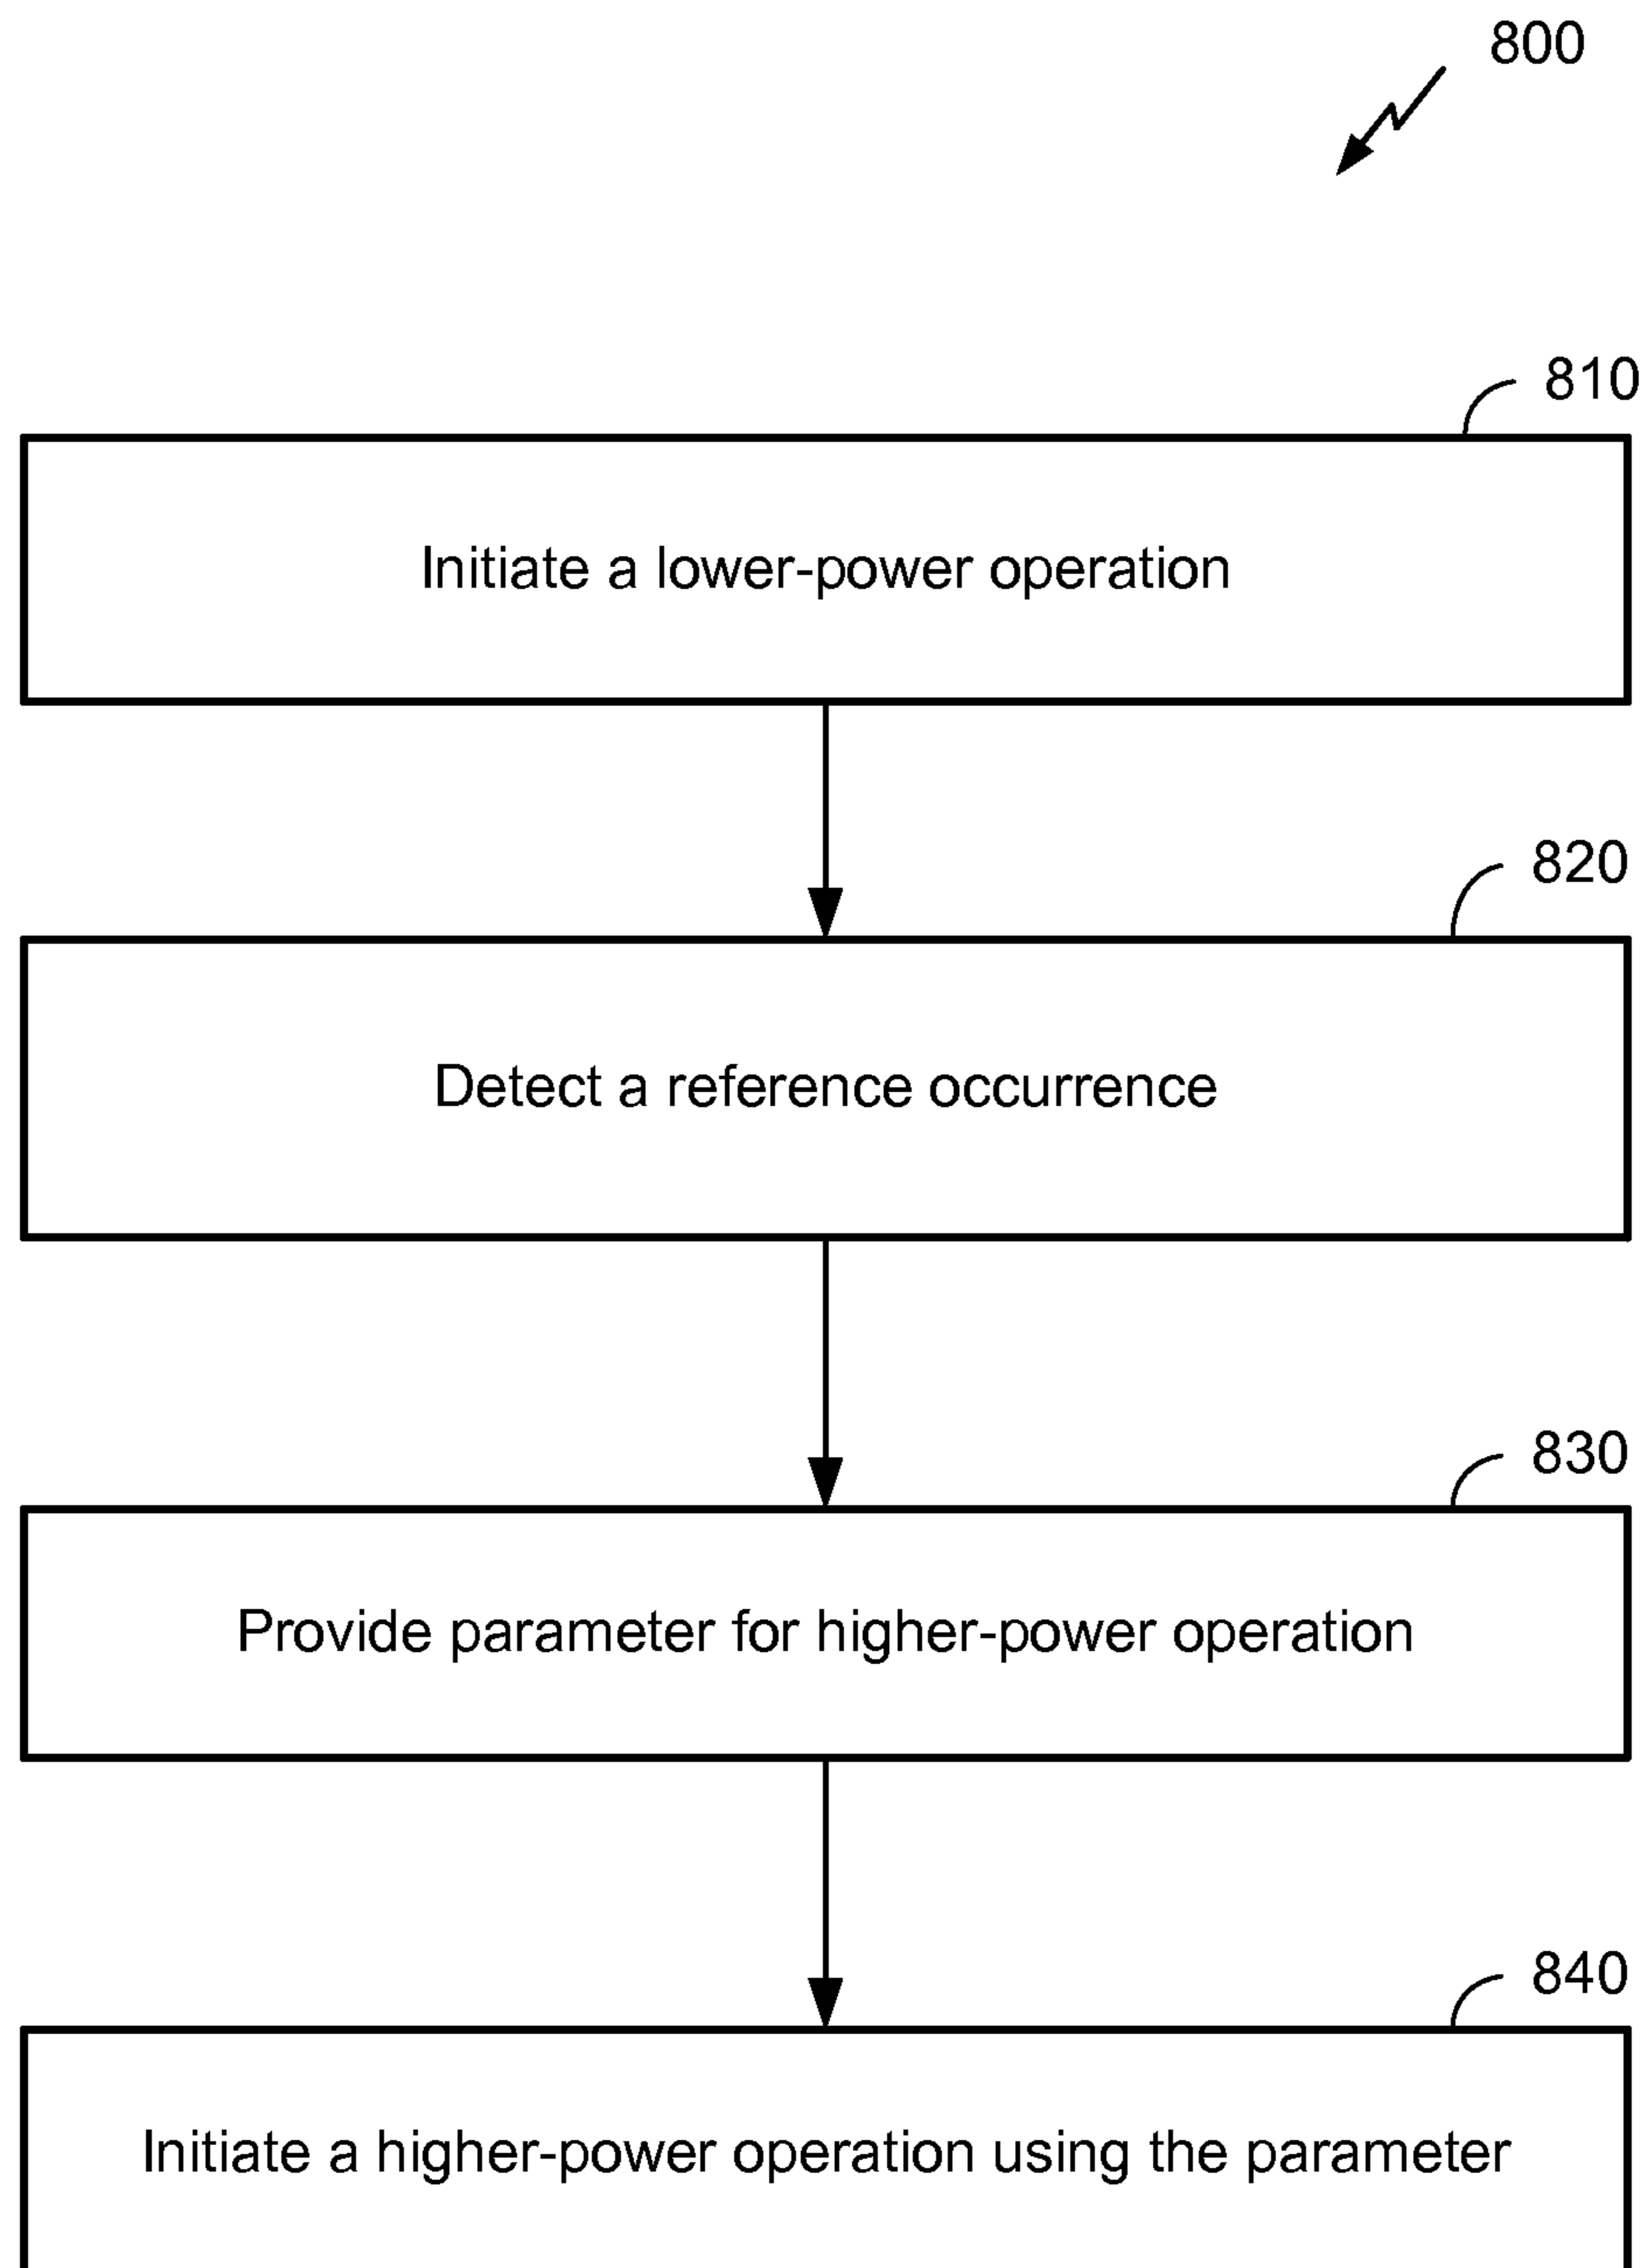 800
810
Initiate a lower-power operation
820
Detect a reference occurrence
830
Provide parameter for higher-power operation
840
Initiate a higher-power operation using the parameter